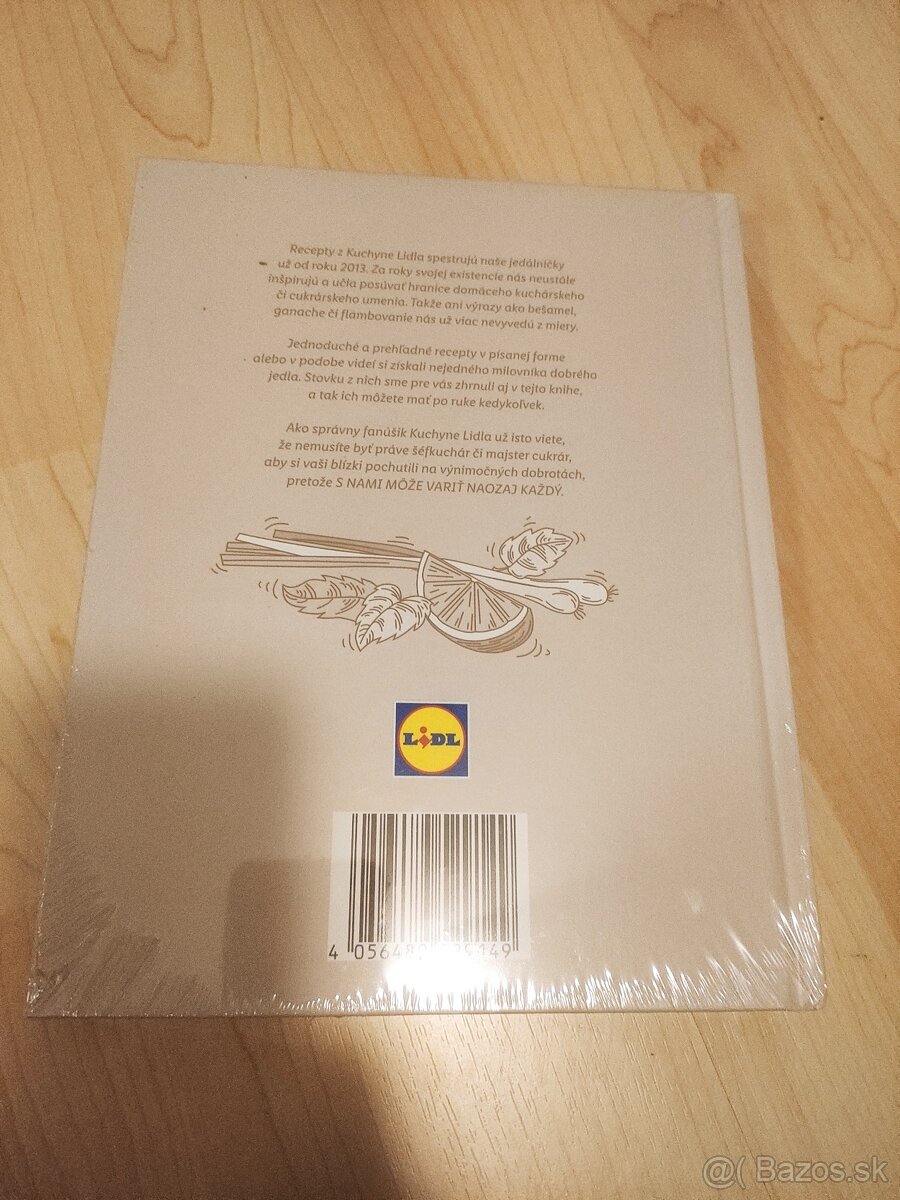 Recepty z Kuchyne Lidla spestrujú naše jedálničky
už od roku 2013. Za roky svojej existencie nás neustále
inšpirujú a učia posúvať hranice domáceho kuchárskeho
či cukrárskeho umenia. Takže ani výrazy ako bešamel,
ganache či flambovanie nás už viac nevyvedú z miery.
Jednoduché a prehľadné recepty v písanej forme
alebo v podobe videí si získali nejedného milovníka dobrého
jedla. Stovku z nich sme pre vás zhrnuli aj v tejto knihe,
a tak ich môžete mať po ruke kedykoľvek.
Ako správny fanúšik Kuchyne Lidla už isto viete,
že nemusíte byť práve šéfkuchár či majster cukrár,
aby si vaši blízki pochutili na výnimočných dobrotách,
pretože S NAMI MÔŽE VARIŤ NAOZAJ KAŽDÝ.
LIDL
4
@( Bazos.sk